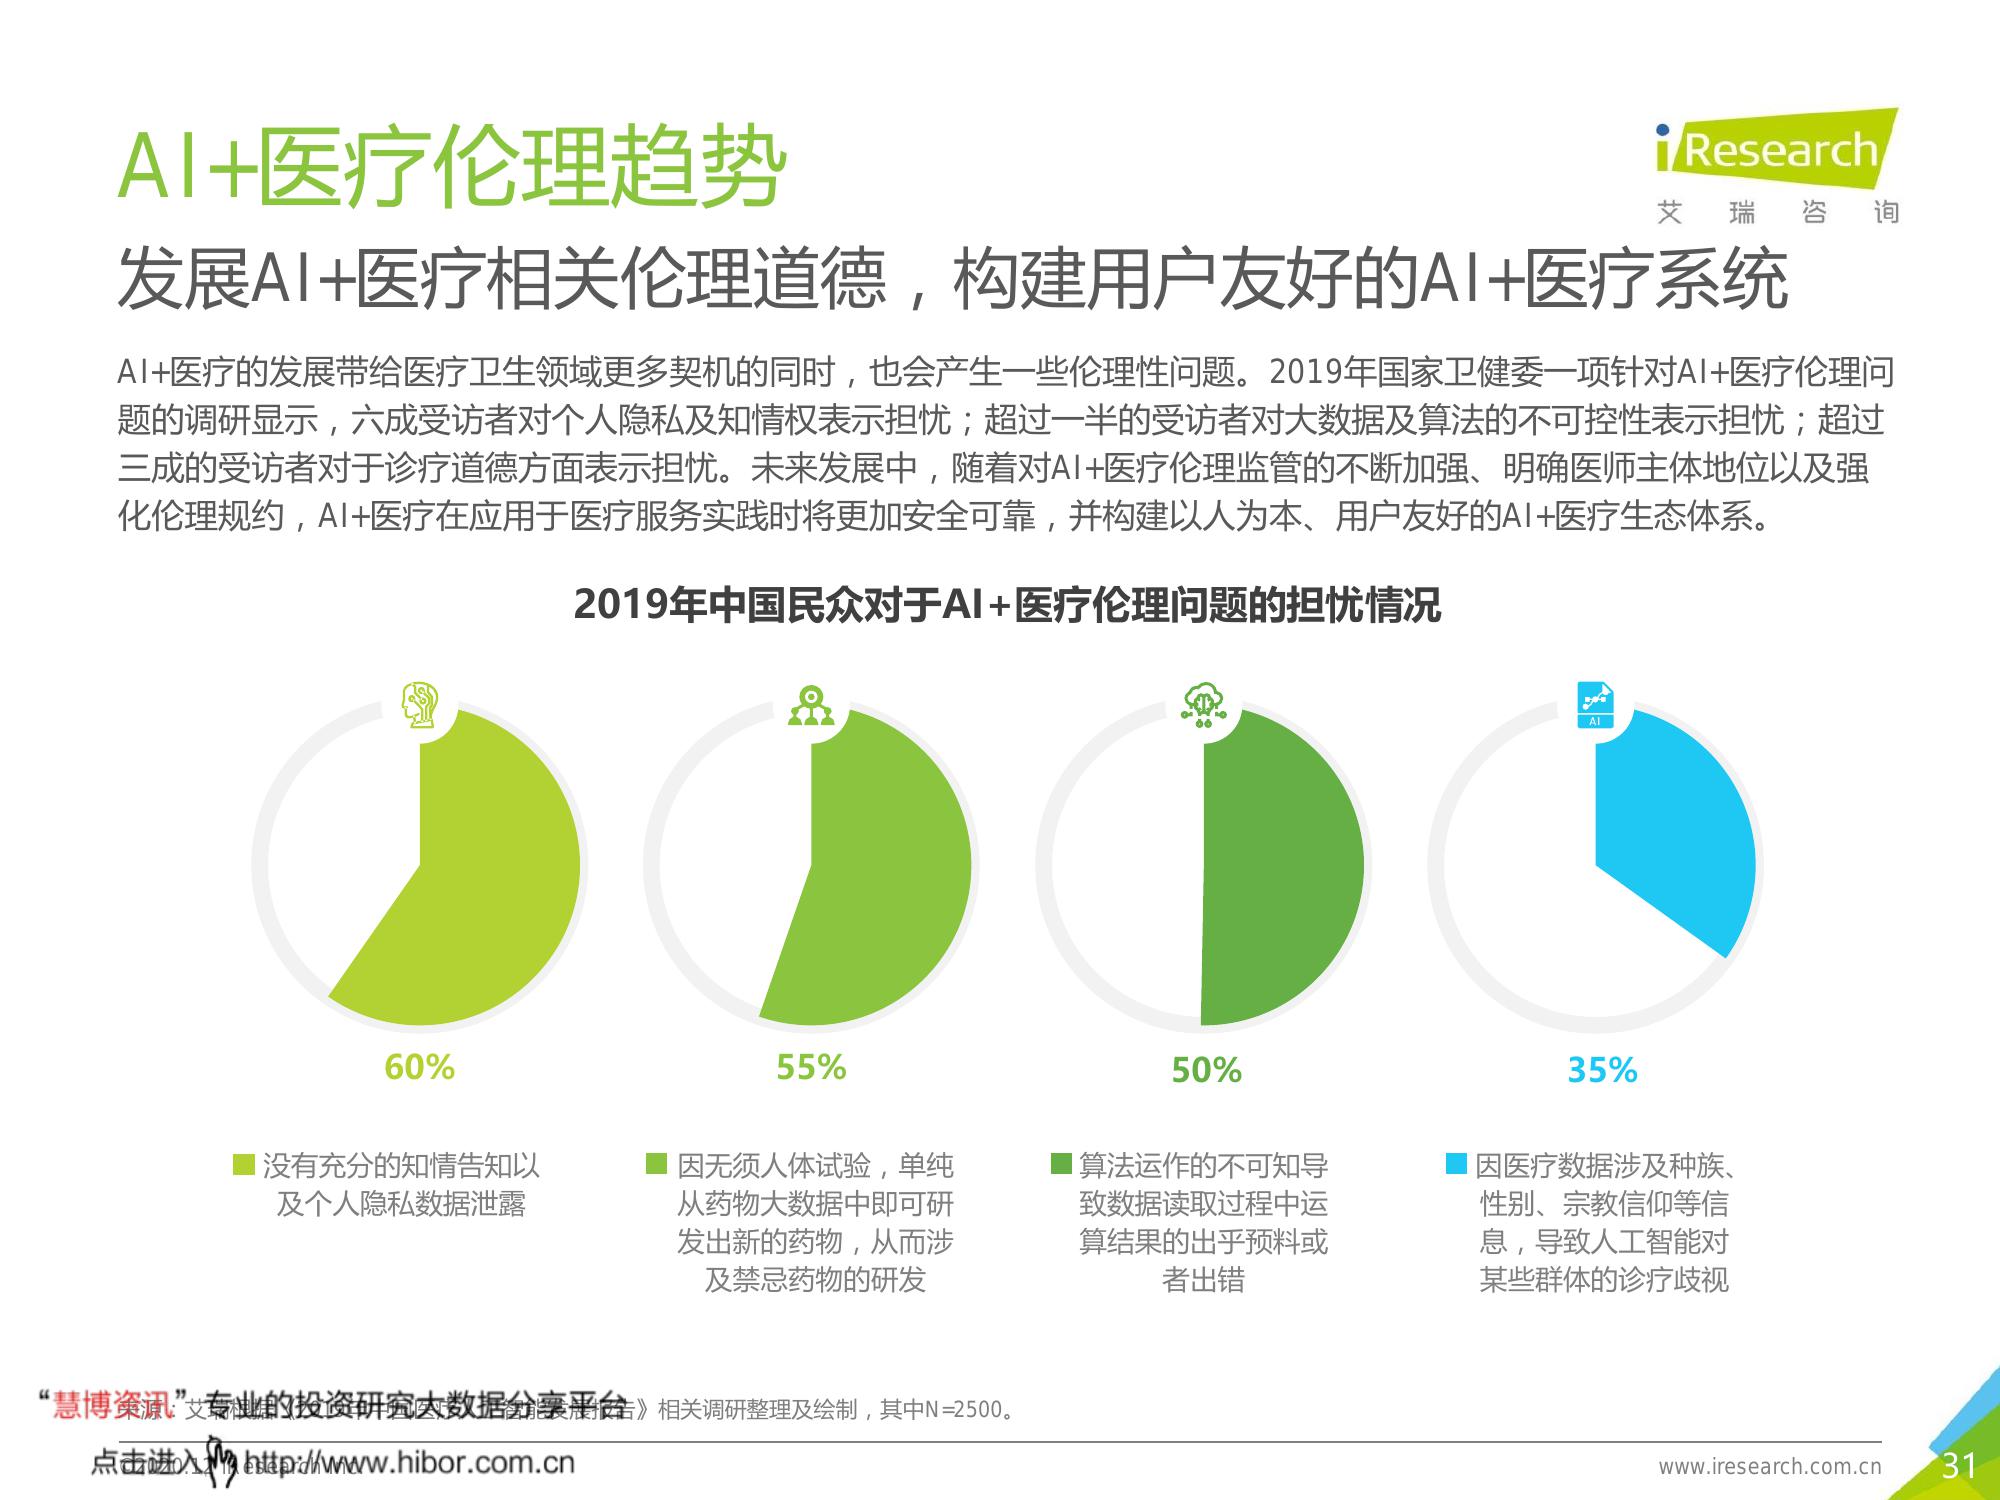 AI+医疗伦理趋势
iResearch
艾瑞咨询
发展AI+医疗相关伦理道德，构建用户友好的AI+医疗系统
AI+医疗的发展带给医疗卫生领域更多契机的同时，也会产生一些伦理性问题。2019年国家卫健委一项针对AI+医疗伦理问
题的调研显示，六成受访者对个人隐私及知情权表示担忧；超过一半的受访者对大数据及算法的不可控性表示担忧；超过
三成的受访者对于诊疗道德方面表示担忧。未来发展中，随着对AI+医疗伦理监管的不断加强、明确医师主体地位以及强
化伦理规约，AI+医疗在应用于医疗服务实践时将更加安全可靠，并构建以人为本、用户友好的AI+医疗生态体系。
2019年中国民众对于AI+医疗伦理问题的担忧情况
AI
60%
55%
50%
35%
没有充分的知情告知以
及个人隐私数据泄露
因无须人体试验，单纯
从药物大数据中即可研
发出新的药物，从而涉
及禁忌药物的研发
算法运作的不可知导
致数据读取过程中运
算结果的出乎预料或
者出错
因医疗数据涉及种族、
性别、宗教信仰等信
息，导致人工智能对
某些群体的诊疗歧视
“慧博资讯”专业的投资研究大数据分享平台
来源：艾瑞根据《发展报告》相关调研整理及绘制，其中N=2500。
点击进入 http://www.hibor.com.cn
©2020.12 iResearch Inc.
www.iresearch.com.cn
31